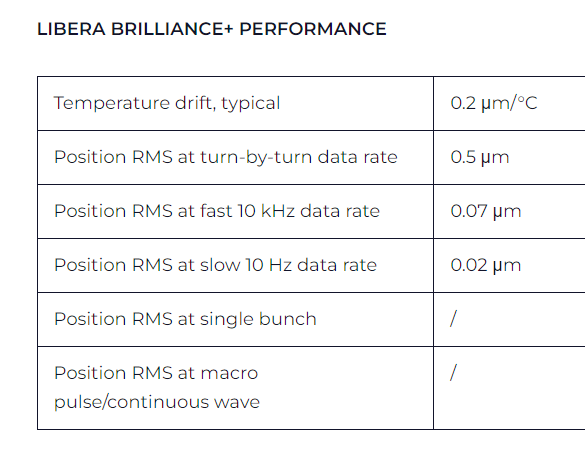 LIBERA BRILLIANCE+ PERFORMANCE
Temperature drift, typical 0.2 µm/°C
Position RMS at turn-by-turn data rate 0.5 µm
Position RMS at fast 10 kHz data rate 0.07 µm
Position RMS at slow 10 Hz data rate 0.02 µm
Position RMS at single bunch /
Position RMS at macro /
pulse/continuous wave